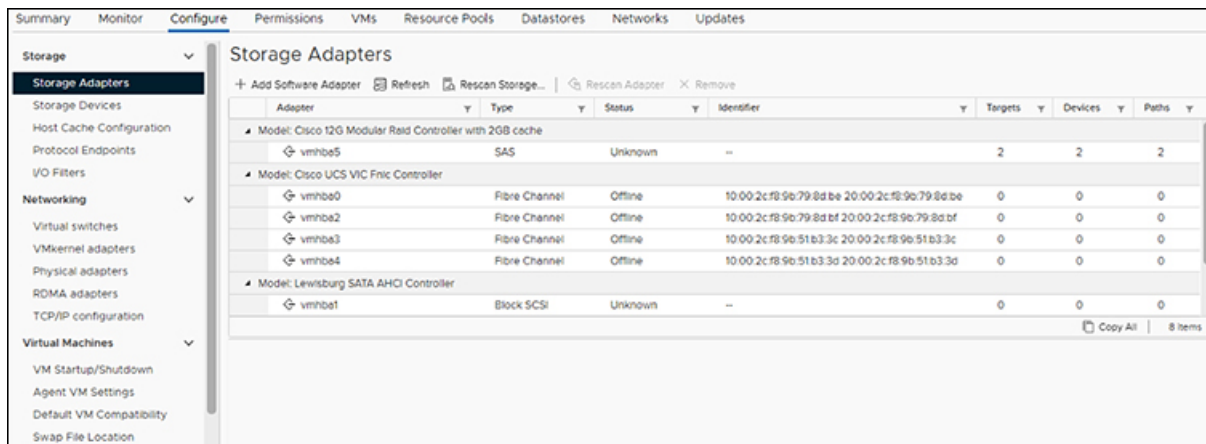 Summary Monitor Configure Permissions VMs Resource Pools Datastores Networks Updates
Storage
Storage Adapters
Storage Devices
Host Cache Configuration
Protocol Endpoints
I/O Filters
Networking
Virtual switches
VMkernel adapters
Physical adapters
RDMA adapters
TCP/IP configuration
Virtual Machines
VM Startup/Shutdown
Agent VM Settings
Default VM Compatibility
Swap File Location
Storage Adapters
+ Add Software Adapter Refresh Rescan Storage... | Rescan Adapter × Remove
Adapter Type Status Identifier Targets Devices Paths
Model: Cisco 12G Modular Raid Controller with 2GB cache
vmhba5 SAS Unknown -- 2 2 2
Model: Cisco UCS VIC Fnic Controller
vmhba0 Fibre Channel Offline 10:00:2c:f8:9b:79:8d:be 20:00:2c:f8:9b:79:8d:be 0 0 0
vmhba2 Fibre Channel Offline 10:00:2c:f8:9b:79:8d:bf 20:00:2c:f8:9b:79:8d:bf 0 0 0
vmhba3 Fibre Channel Offline 10:00:2c:f8:9b:51:b3:3c 20:00:2c:f8:9b:51:b3:3c 0 0 0
vmhba4 Fibre Channel Offline 10:00:2c:f8:9b:51:b3:3d 20:00:2c:f8:9b:51:b3:3d 0 0 0
Model: Lewisburg SATA AHCI Controller
vmhba1 Block SCSI Unknown -- 0 0 0
Copy All | 8 items